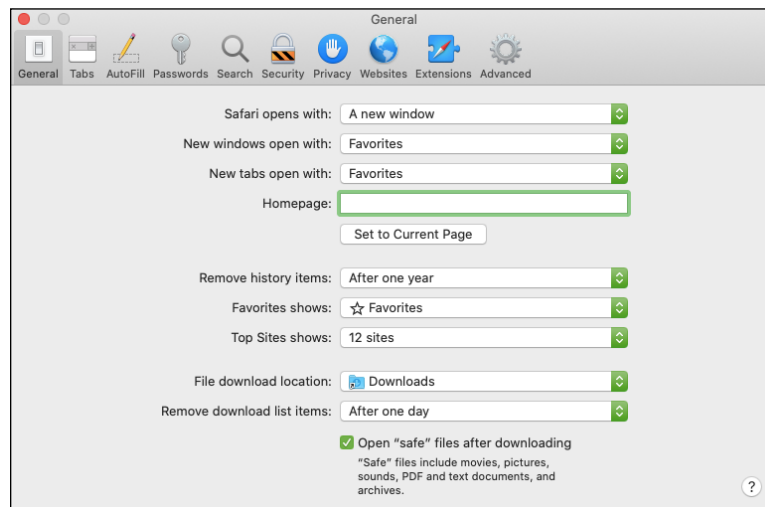 General
General Tabs AutoFill Passwords Search Security Privacy Websites Extensions Advanced
Safari opens with: A new window
New windows open with: Favorites
New tabs open with: Favorites
Homepage:
Set to Current Page
Remove history items: After one year
Favorites shows: Favorites
Top Sites shows: 12 sites
File download location: Downloads
Remove download list items: After one day
Open “safe” files after downloading
“Safe” files include movies, pictures,
sounds, PDF and text documents, and
archives.
?